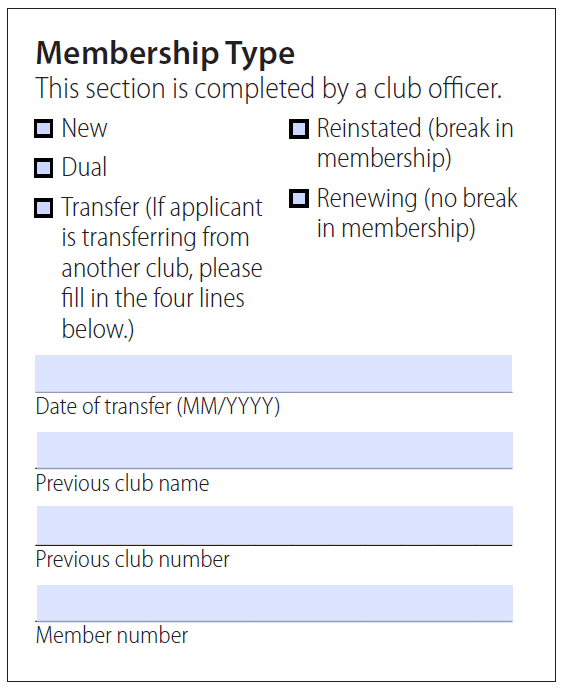 Membership Type
This section is completed by a club officer.
New
Dual
Transfer (If applicant
is transferring from
another club, please
fill in the four lines
below.)
Reinstated (break in
membership)
Renewing (no break
in membership)
Date of transfer (MM/YYYY)
Previous club name
Previous club number
Member number